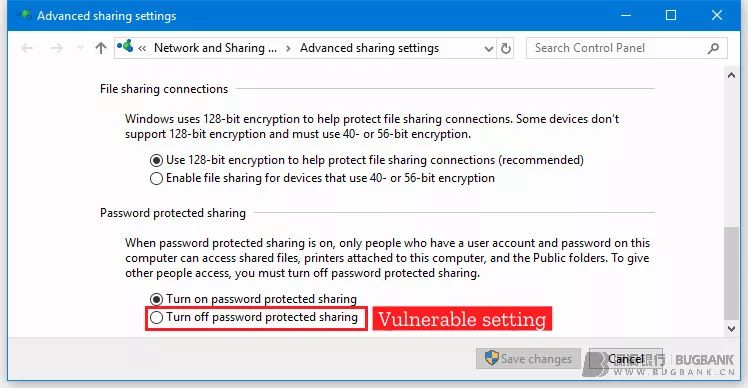 Advanced sharing settings
« Network and Sharing ... > Advanced sharing settings
Search Control Panel
File sharing connections
Windows uses 128-bit encryption to help protect file sharing connections. Some devices don't
support 128-bit encryption and must use 40- or 56-bit encryption.
Use 128-bit encryption to help protect file sharing connections (recommended)
Enable file sharing for devices that use 40- or 56-bit encryption
Password protected sharing
When password protected sharing is on, only people who have a user account and password on this
computer can access shared files, printers attached to this computer, and the Public folders. To give
other people access, you must turn off password protected sharing.
Turn on password protected sharing
Turn off password protected sharing
Vulnerable setting
Save changes
Cancel
银行 | BUGBANK
WWW.BUGBANK.CN